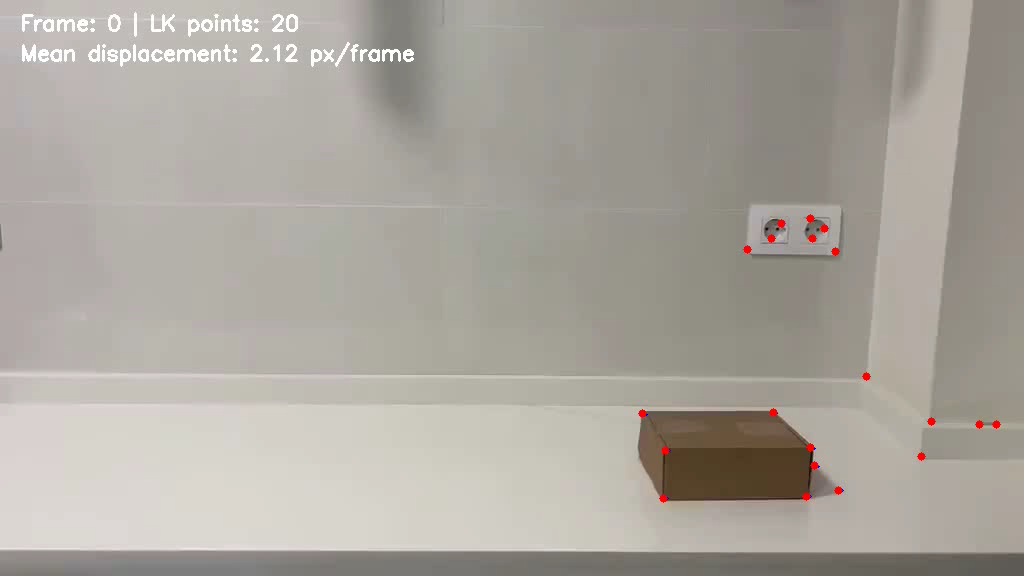 Frame: 0 | LK points: 20
Mean displacement: 2.12 px/frame